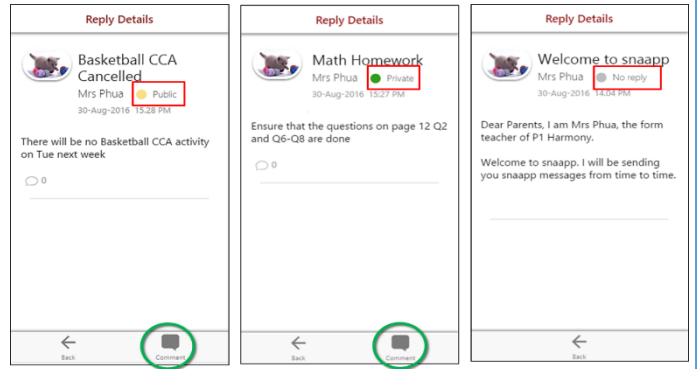 Reply Details
Basketball CCA
Cancelled
Mrs Phua Public
30-Aug-2016 15.28 PM
There will be no Basketball CCA activity
on Tue next week
0
Back Comment
Reply Details
Math Homework
Mrs Phua Private
30-Aug-2016 15:27 PM
Ensure that the questions on page 12 Q2
and Q6-Q8 are done
0
Back Comment
Reply Details
Welcome to snaapp
Mrs Phua No reply
30-Aug-2016 14.04 PM
Dear Parents, I am Mrs Phua, the form
teacher of P1 Harmony.
Welcome to snaapp. I will be sending
you snaapp messages from time to time.
Back